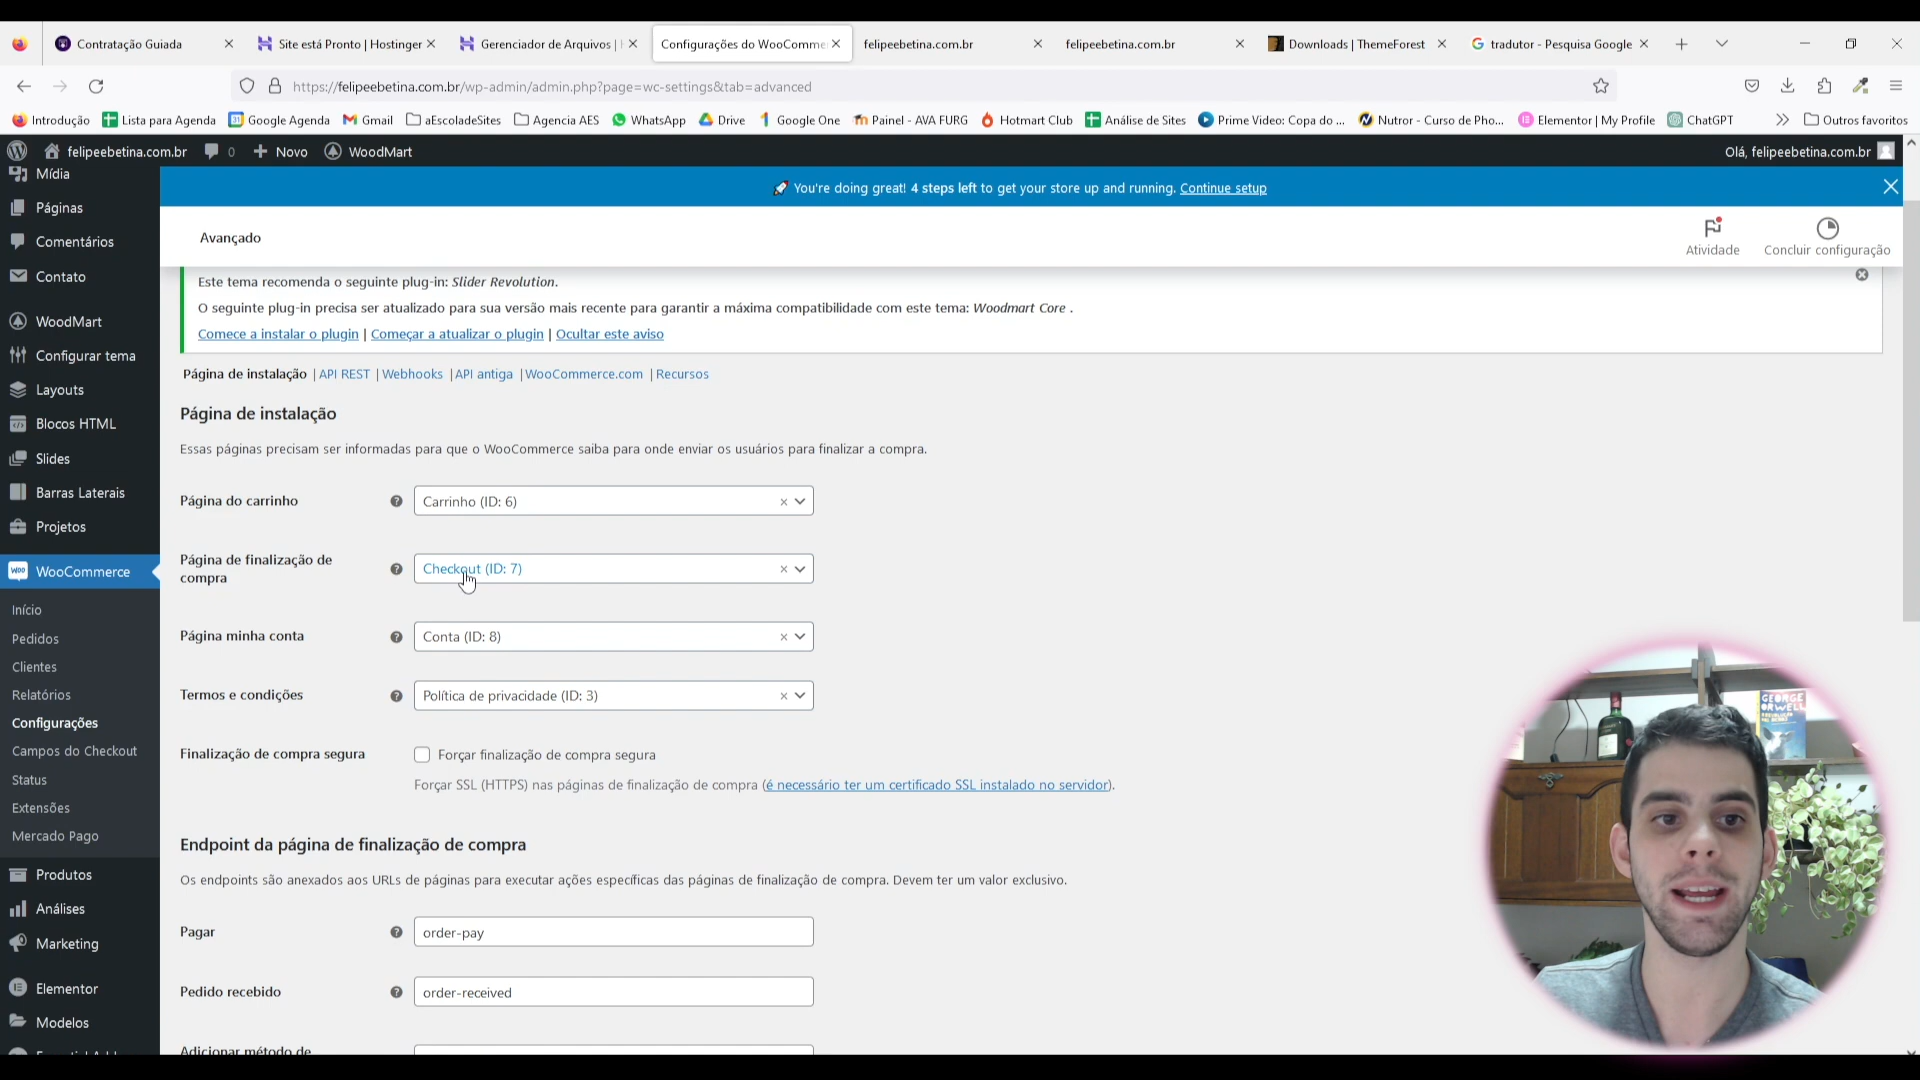 Contratação Guiada
Site está Pronto | Hostinger
Gerenciador de Arquivos |
Configurações do WooComme
felipeebetina.com.br
felipeebetina.com.br
Downloads | ThemeForest
tradutor - Pesquisa Google
https://felipeebetina.com.br/wp-admin/admin.php?page=wc-settings&tab=advanced
Introdução
Lista para Agenda
Google Agenda
Gmail
aEscoladeSites
Agencia AES
WhatsApp
Drive
Google One
Painel - AVA FURG
Hotmart Club
Análise de Sites
Prime Video: Copa do ...
Nutror - Curso de Pho...
Elementor | My Profile
ChatGPT
Outros favoritos
felipeebetina.com.br
0
Novo
WoodMart
Olá, felipeebetina.com.br
Mídia
Páginas
Comentários
Contato
WoodMart
Configurar tema
Layouts
Blocos HTML
Slides
Barras Laterais
Projetos
WooCommerce
Início
Pedidos
Clientes
Relatórios
Configurações
Campos do Checkout
Status
Extensões
Mercado Pago
Produtos
Análises
Marketing
Elementor
Modelos
You're doing great! 4 steps left to get your store up and running. Continue setup
Avançado
Atividade
Concluir configuração
Este tema recomenda o seguinte plug-in: Slider Revolution.
O seguinte plug-in precisa ser atualizado para sua versão mais recente para garantir a máxima compatibilidade com este tema: Woodmart Core .
Comece a instalar o plugin | Começar a atualizar o plugin | Ocultar este aviso
Página de instalação | API REST | Webhooks | API antiga | WooCommerce.com | Recursos
Página de instalação
Essas páginas precisam ser informadas para que o WooCommerce saiba para onde enviar os usuários para finalizar a compra.
Página do carrinho
Carrinho (ID: 6)
Página de finalização de
compra
Checkout (ID: 7)
Página minha conta
Conta (ID: 8)
Termos e condições
Política de privacidade (ID: 3)
Finalização de compra segura
Forçar finalização de compra segura
Forçar SSL (HTTPS) nas páginas de finalização de compra (é necessário ter um certificado SSL instalado no servidor).
Endpoint da página de finalização de compra
Os endpoints são anexados aos URLs de páginas para executar ações específicas das páginas de finalização de compra. Devem ter um valor exclusivo.
Pagar
order-pay
Pedido recebido
order-received
Adicionar método de
GEORGE
ORWELL